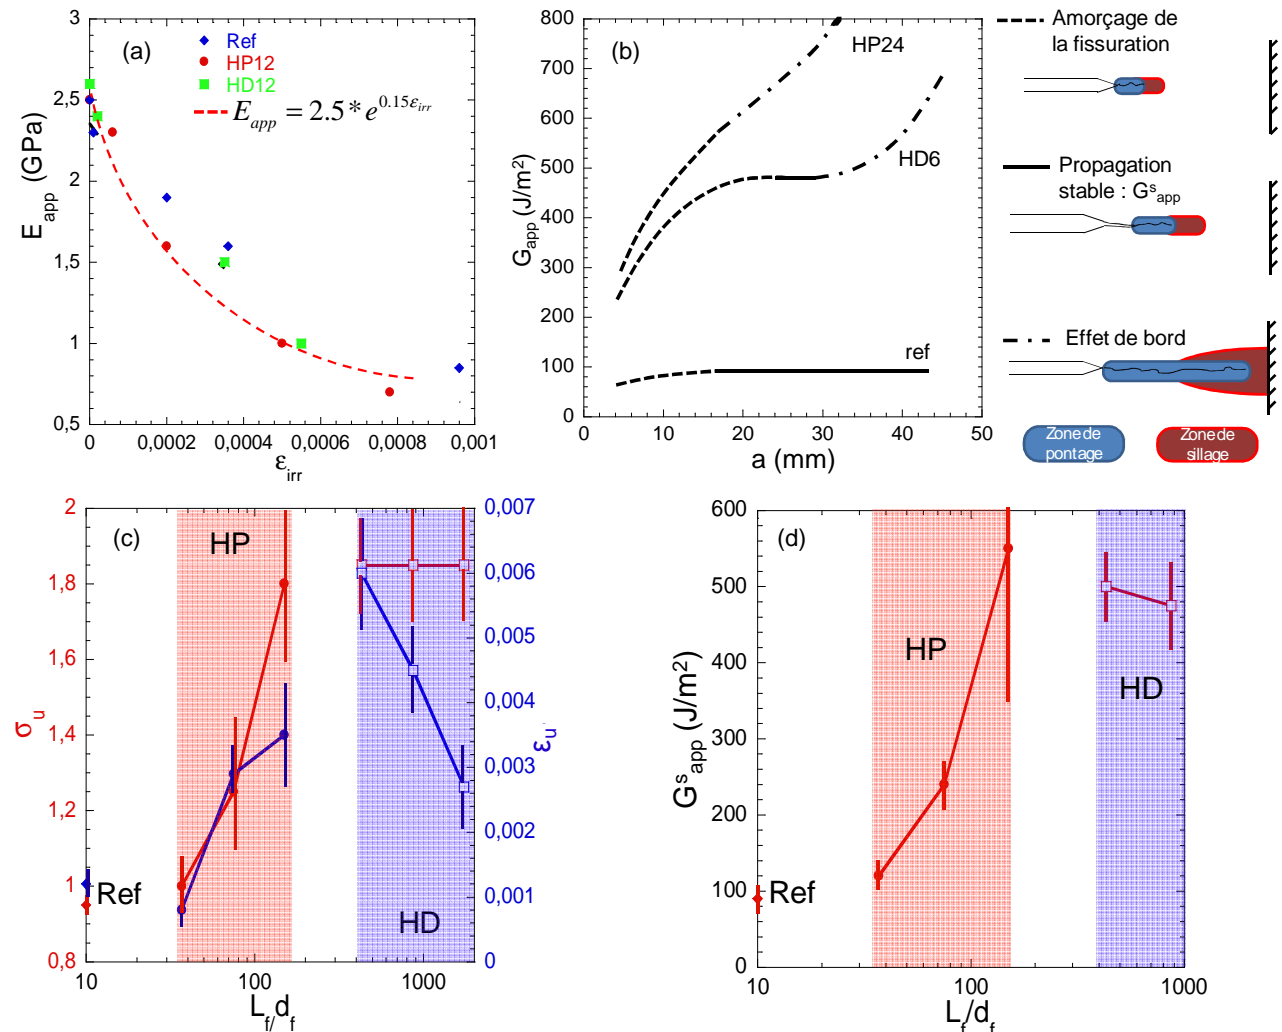 (a)
Ref
HP12
HD12
E_app = 2.5*e^{0.15ε_irr}
3
2,5
2
1,5
1
0,5
E_app (GPa)
0
0,0002
0,0004
0,0006
0,0008
0,001
ε_irr
(b)
HP24
HD6
ref
800
700
600
500
400
300
200
100
0
G_app (J/m²)
0
10
20
30
40
50
a (mm)
Amorçage de
la fissuration
Propagation
stable : G^s_app
Effet de bord
Zone de
pontage
Zone de
sillage
(c)
HP
HD
Ref
2
1,8
1,6
1,4
1,2
1
0,8
σ_u
0,007
0,006
0,005
0,004
0,003
0,002
0,001
0
ε_u
10
100
1000
L_f/d_f
(d)
HP
HD
Ref
600
500
400
300
200
100
0
G^s_app (J/m²)
10
100
1000
L_f/d_f